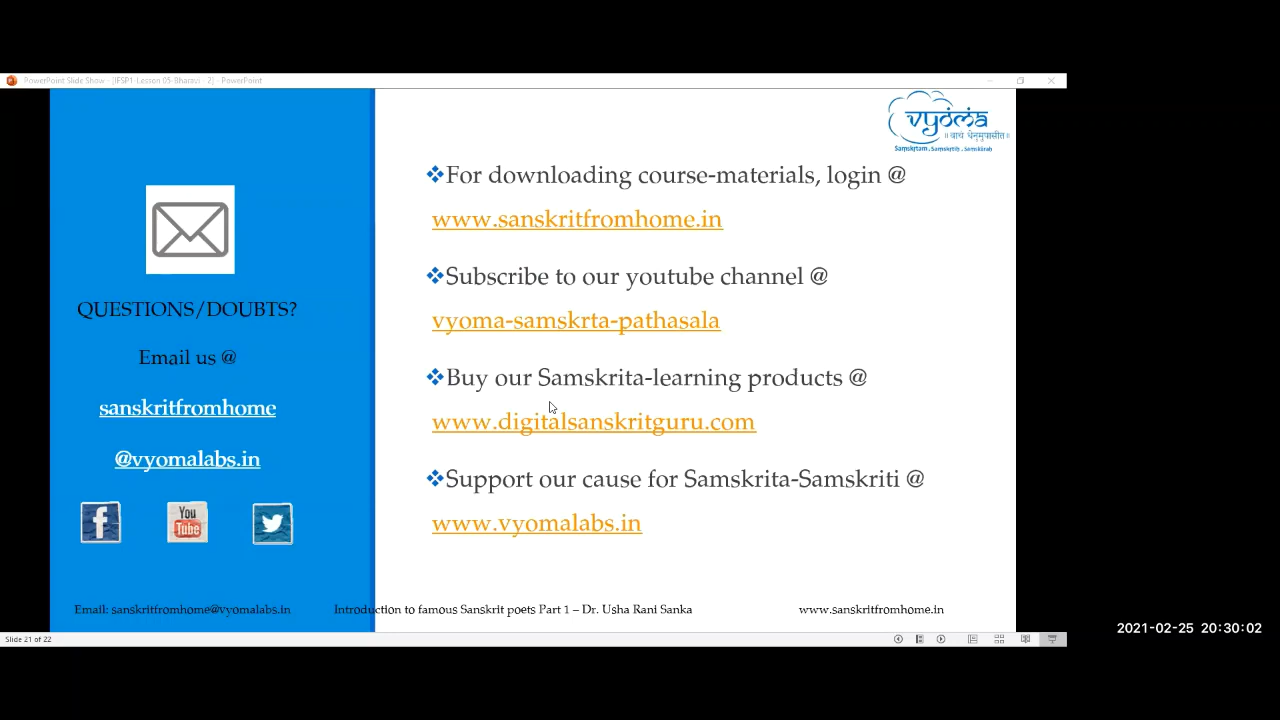 PowerPoint Slide Show - [IFSP1-Lesson 05-Bharavi - 2] - PowerPoint
vyoma
॥ वाचं धेनुमुपासीत ॥
Samskrtam . Samskrtih . Samskarah
QUESTIONS/DOUBTS?
Email us @
sanskritfromhome
@vyomalabs.in
f
You
Tube
❖For downloading course-materials, login @
www.sanskritfromhome.in
❖Subscribe to our youtube channel @
vyoma-samskrta-pathasala
❖Buy our Samskrita-learning products @
www.digitalsanskritguru.com
❖Support our cause for Samskrita-Samskriti @
www.vyomalabs.in
Email: sanskritfromhome@vyomalabs.in
Introduction to famous Sanskrit poets Part 1 – Dr. Usha Rani Sanka
www.sanskritfromhome.in
Slide 21 of 22
2021-02-25 20:30:02